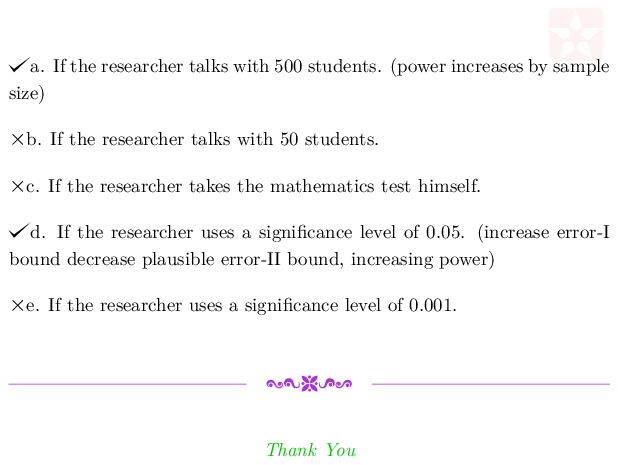 ✓a. If the researcher talks with 500 students. (power increases by sample
size)
×b. If the researcher talks with 50 students.
×c. If the researcher takes the mathematics test himself.
✓d. If the researcher uses a significance level of 0.05. (increase error-I
bound decrease plausible error-II bound, increasing power)
×e. If the researcher uses a significance level of 0.001.
Thank You